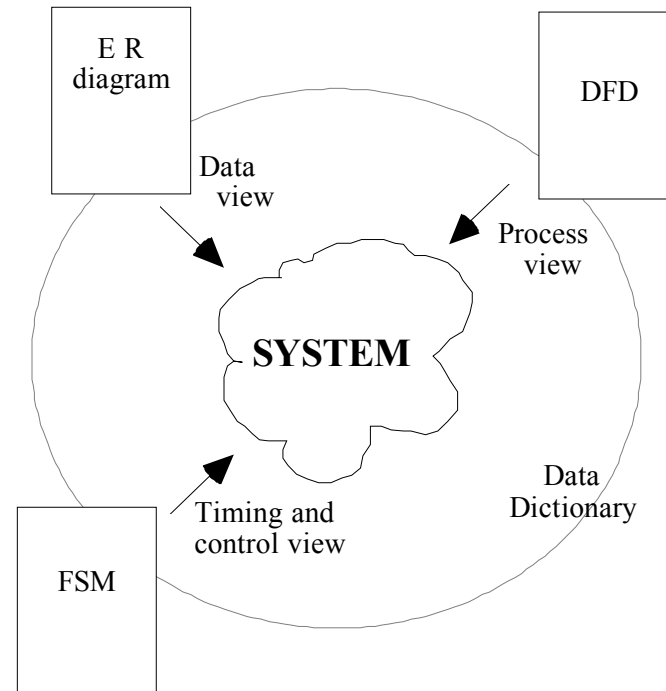 E R
diagram
DFD
Data
view
Process
view
SYSTEM
Data
Dictionary
Timing and
control view
FSM